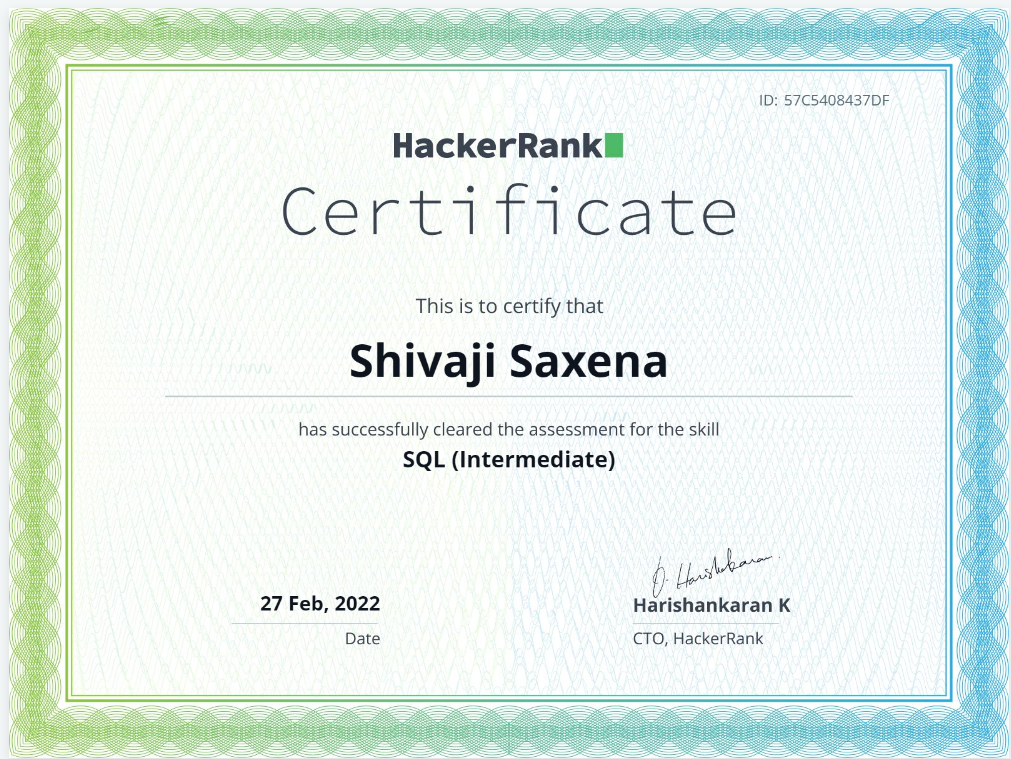 ID: 57C5408437DF
HackerRank
Certificate
This is to certify that
Shivaji Saxena
has successfully cleared the assessment for the skill
SQL (Intermediate)
27 Feb, 2022
Date
Harishankaran K
CTO, HackerRank